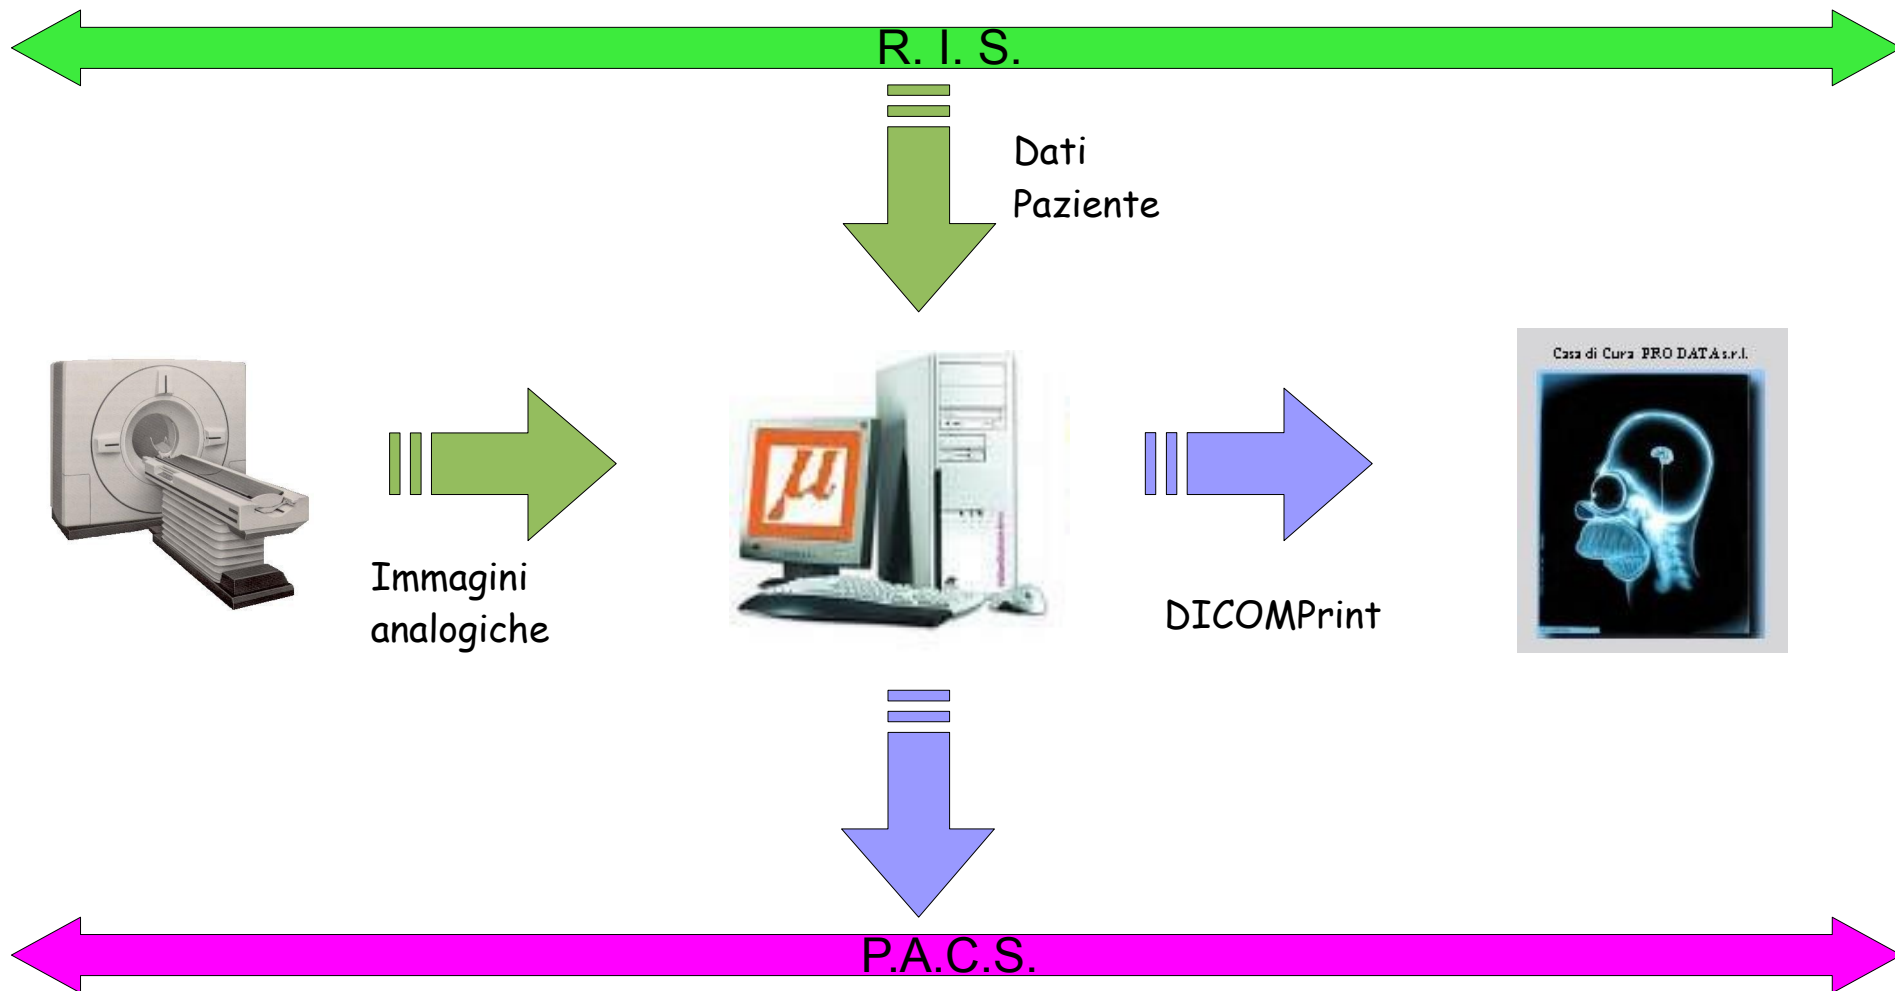 R. I. S.
Dati
Paziente
Casa di Cura PRO DATA s.r.l.
µ
Immagini
analogiche
DICOMPrint
P.A.C.S.